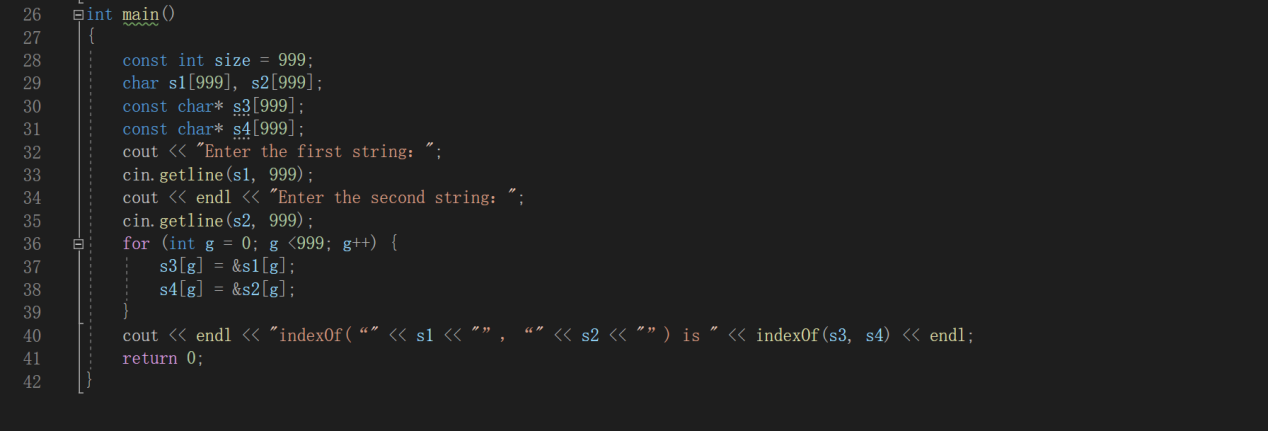 26 int main()
27 {
28 const int size = 999;
29 char s1[999], s2[999];
30 const char* s3[999];
31 const char* s4[999];
32 cout << "Enter the first string：";
33 cin.getline(s1, 999);
34 cout << endl << "Enter the second string：";
35 cin.getline(s2, 999);
36 for (int g = 0; g <999; g++) {
37 s3[g] = &s1[g];
38 s4[g] = &s2[g];
39 }
40 cout << endl << "indexOf(“" << s1 << "”, “" << s2 << "”) is " << indexOf(s3, s4) << endl;
41 return 0;
42 }